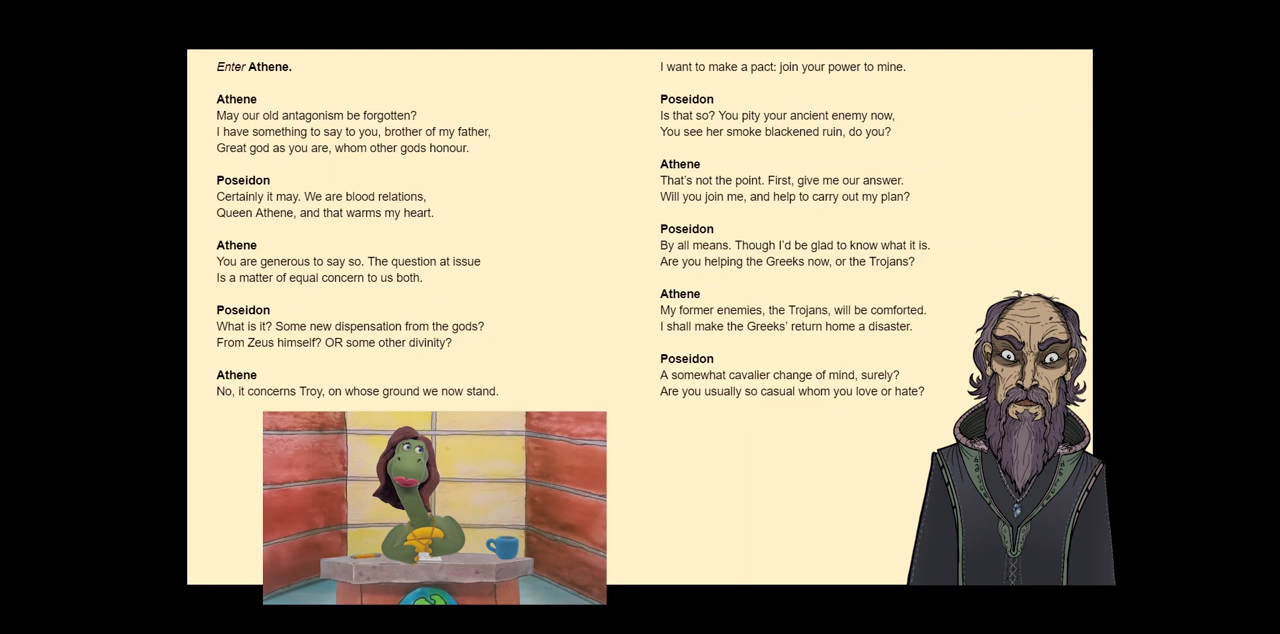 Enter Athene.
Athene
May our old antagonism be forgotten?
I have something to say to you, brother of my father,
Great god as you are, whom other gods honour.
Poseidon
Certainly it may. We are blood relations,
Queen Athene, and that warms my heart.
Athene
You are generous to say so. The question at issue
Is a matter of equal concern to us both.
Poseidon
What is it? Some new dispensation from the gods?
From Zeus himself? OR some other divinity?
Athene
No, it concerns Troy, on whose ground we now stand.
I want to make a pact: join your power to mine.
Poseidon
Is that so? You pity your ancient enemy now,
You see her smoke blackened ruin, do you?
Athene
That's not the point. First, give me our answer.
Will you join me, and help to carry out my plan?
Poseidon
By all means. Though I'd be glad to know what it is.
Are you helping the Greeks now, or the Trojans?
Athene
My former enemies, the Trojans, will be comforted.
I shall make the Greeks' return home a disaster.
Poseidon
A somewhat cavalier change of mind, surely?
Are you usually so casual whom you love or hate?